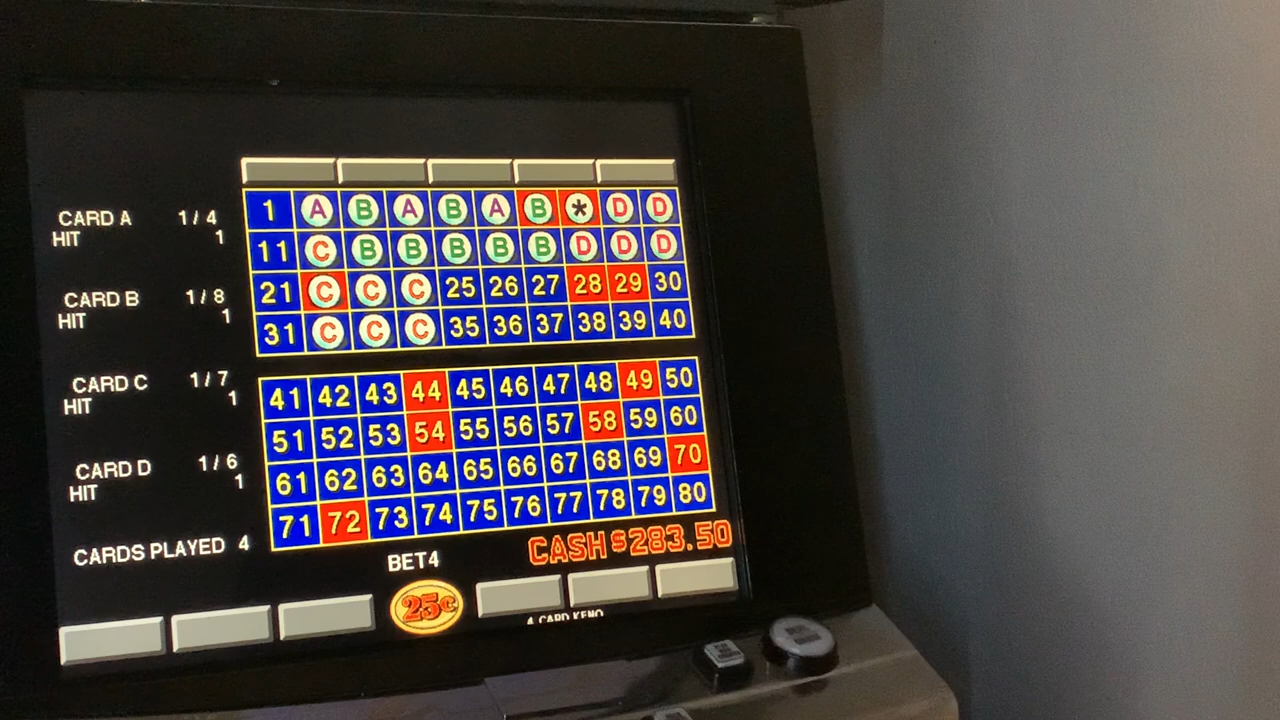 CARD A 1/4
HIT 1
CARD B 1/8
HIT 1
CARD C 1/7
HIT 1
CARD D 1/6
HIT 1
CARDS PLAYED 4
1 A B A B A B * D D
11 C B B B B B D D D
21 C C C 25 26 27 28 29 30
31 C C C 35 36 37 38 39 40
41 42 43 44 45 46 47 48 49 50
51 52 53 54 55 56 57 58 59 60
61 62 63 64 65 66 67 68 69 70
71 72 73 74 75 76 77 78 79 80
BET4
CASH $283.50
25¢
4 CARD KENO